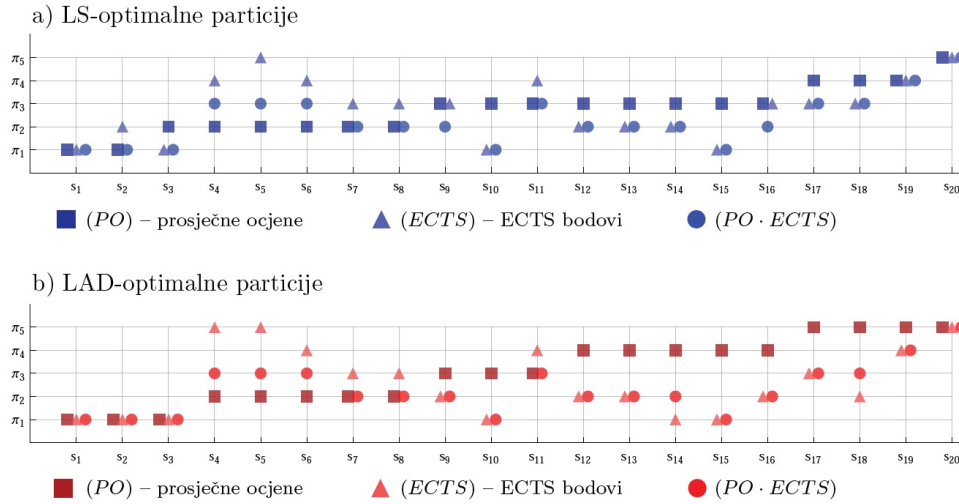 a) LS-optimalne particije
π₅
π₄
π₃
π₂
π₁
s₁ s₂ s₃ s₄ s₅ s₆ s₇ s₈ s₉ s₁₀ s₁₁ s₁₂ s₁₃ s₁₄ s₁₅ s₁₆ s₁₇ s₁₈ s₁₉ s₂₀
(PO) – prosječne ocjene (ECTS) – ECTS bodovi (PO · ECTS)
b) LAD-optimalne particije
π₅
π₄
π₃
π₂
π₁
s₁ s₂ s₃ s₄ s₅ s₆ s₇ s₈ s₉ s₁₀ s₁₁ s₁₂ s₁₃ s₁₄ s₁₅ s₁₆ s₁₇ s₁₈ s₁₉ s₂₀
(PO) – prosječne ocjene (ECTS) – ECTS bodovi (PO · ECTS)